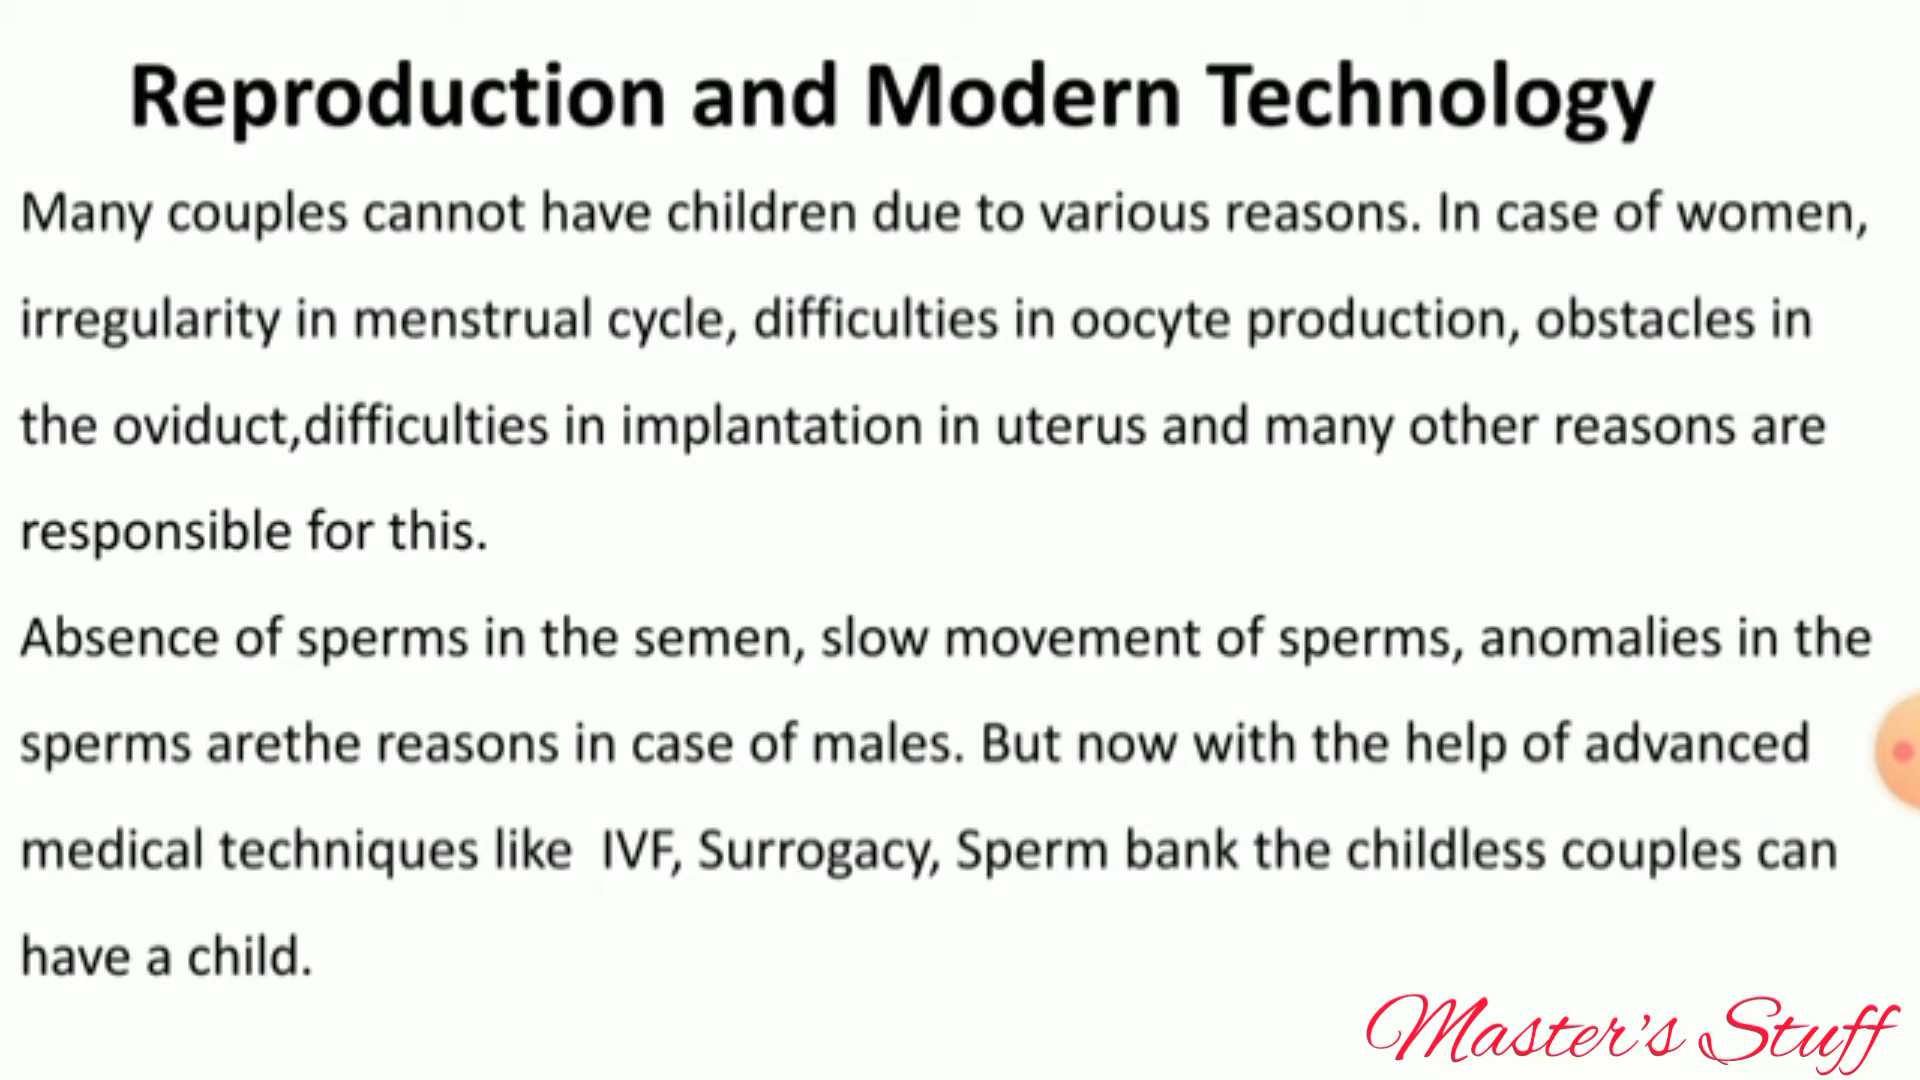 Reproduction and Modern Technology
Many couples cannot have children due to various reasons. In case of women,
irregularity in menstrual cycle, difficulties in oocyte production, obstacles in
the oviduct,difficulties in implantation in uterus and many other reasons are
responsible for this.
Absence of sperms in the semen, slow movement of sperms, anomalies in the
sperms arethe reasons in case of males. But now with the help of advanced
medical techniques like  IVF, Surrogacy, Sperm bank the childless couples can
have a child.
Master's Stuff